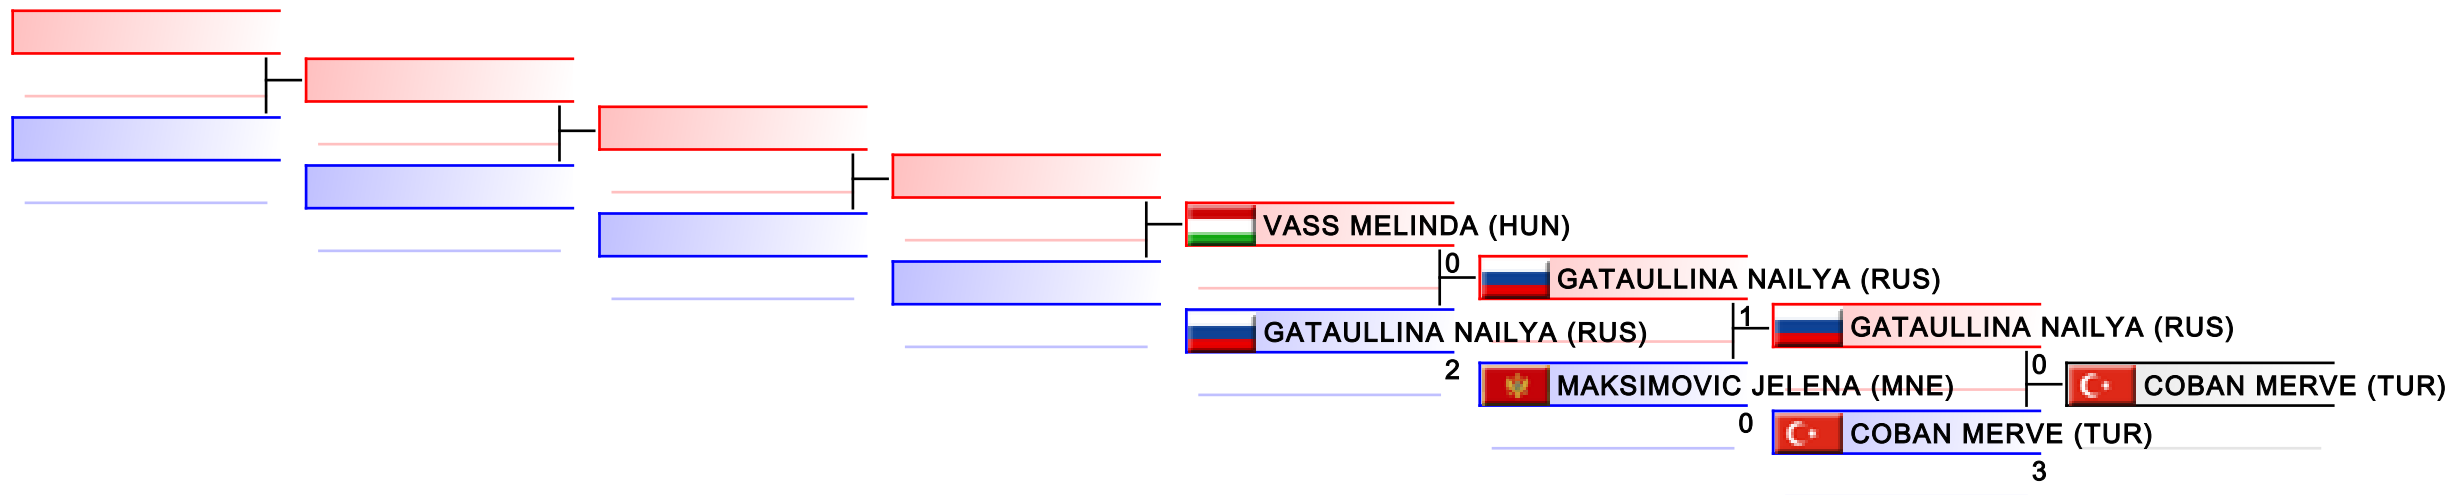 VASS MELINDA (HUN)
0
GATAULLINA NAILYA (RUS)
2
GATAULLINA NAILYA (RUS)
1
MAKSIMOVIC JELENA (MNE)
0
GATAULLINA NAILYA (RUS)
0
COBAN MERVE (TUR)
3
COBAN MERVE (TUR)